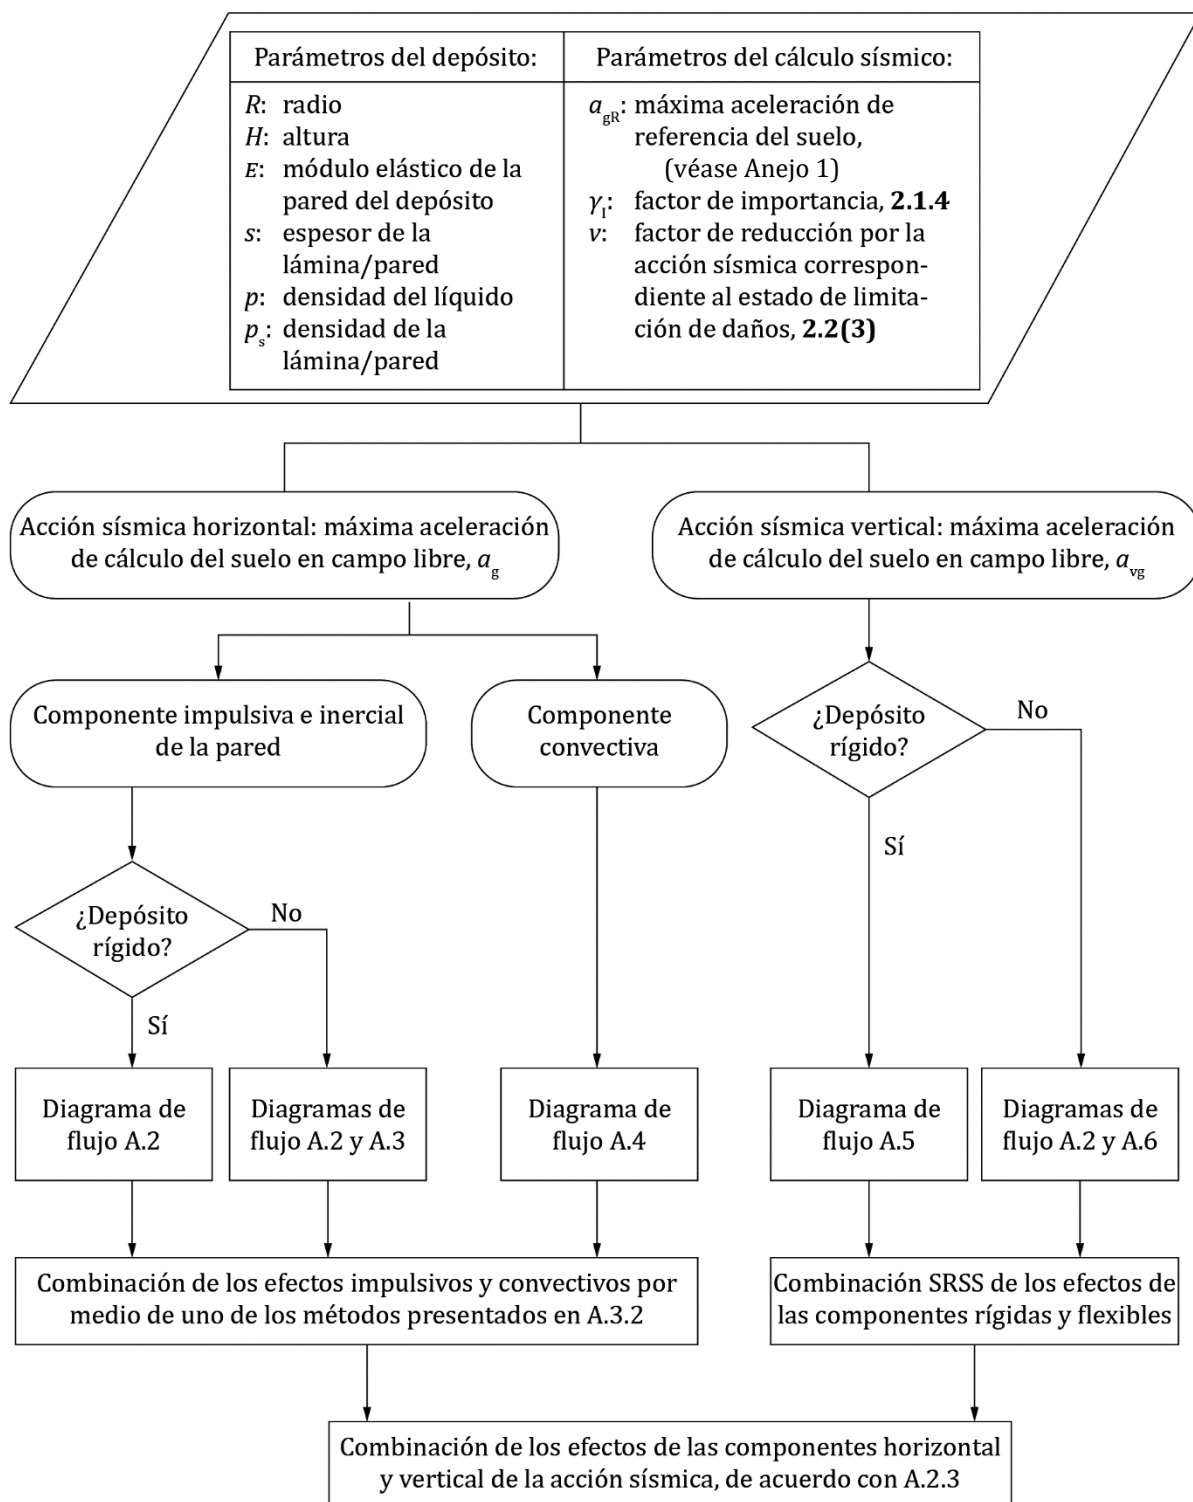 Parámetros del depósito:
R: radio
H: altura
E: módulo elástico de la
pared del depósito
s: espesor de la
lámina/pared
p: densidad del líquido
pₛ: densidad de la
lámina/pared
Parámetros del cálculo sísmico:
a_gR: máxima aceleración de
referencia del suelo,
(véase Anejo 1)
γ_I: factor de importancia, 2.1.4
ν: factor de reducción por la
acción sísmica correspon-
diente al estado de limita-
ción de daños, 2.2(3)
Acción sísmica horizontal: máxima aceleración
de cálculo del suelo en campo libre, a_g
Acción sísmica vertical: máxima aceleración
de cálculo del suelo en campo libre, a_vg
Componente impulsiva e inercial
de la pared
Componente
convectiva
¿Depósito
rígido?
No
Sí
¿Depósito
rígido?
No
Sí
Diagrama de
flujo A.2
Diagramas de
flujo A.2 y A.3
Diagrama de
flujo A.4
Diagrama de
flujo A.5
Diagramas de
flujo A.2 y A.6
Combinación de los efectos impulsivos y convectivos por
medio de uno de los métodos presentados en A.3.2
Combinación SRSS de los efectos de
las componentes rígidas y flexibles
Combinación de los efectos de las componentes horizontal
y vertical de la acción sísmica, de acuerdo con A.2.3